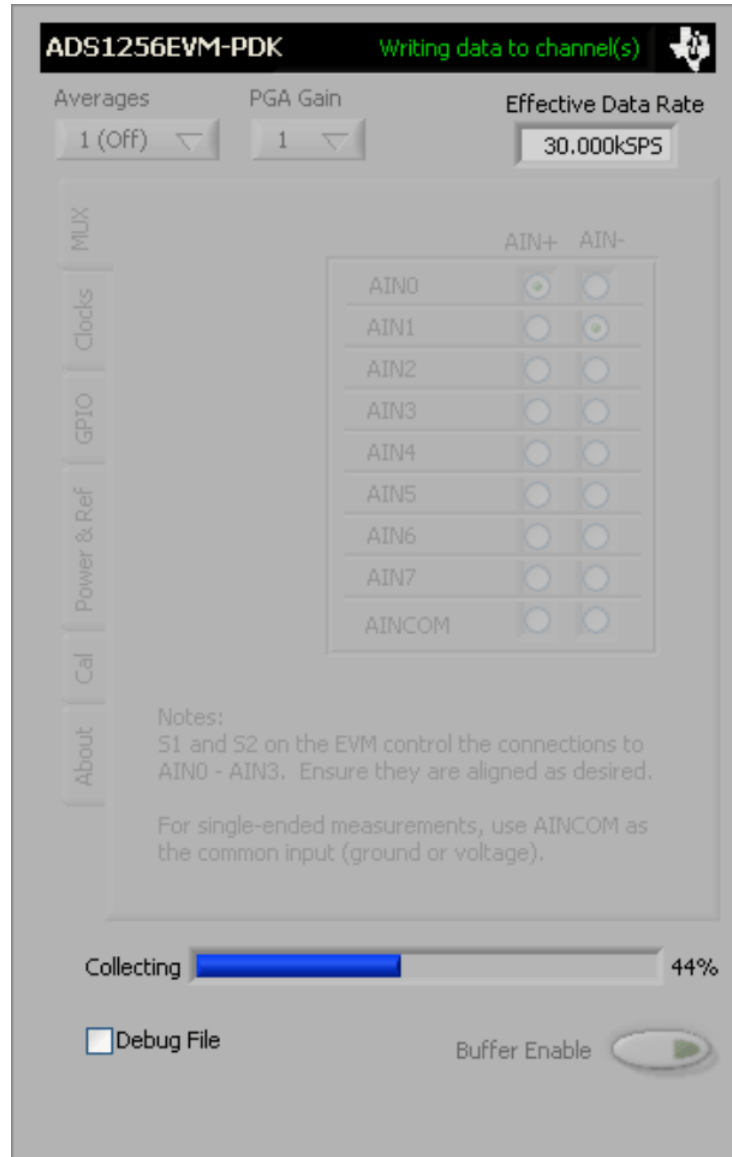 ADS1256EVM-PDK Writing data to channel(s)
Averages PGA Gain Effective Data Rate
1 (Off) 1 30.000kSPS
MUX
Clocks
GPIO
Power & Ref
Cal
About
AIN+ AIN-
AIN0
AIN1
AIN2
AIN3
AIN4
AIN5
AIN6
AIN7
AINCOM
Notes:
S1 and S2 on the EVM control the connections to
AIN0 - AIN3. Ensure they are aligned as desired.
For single-ended measurements, use AINCOM as
the common input (ground or voltage).
Collecting 44%
Debug File
Buffer Enable